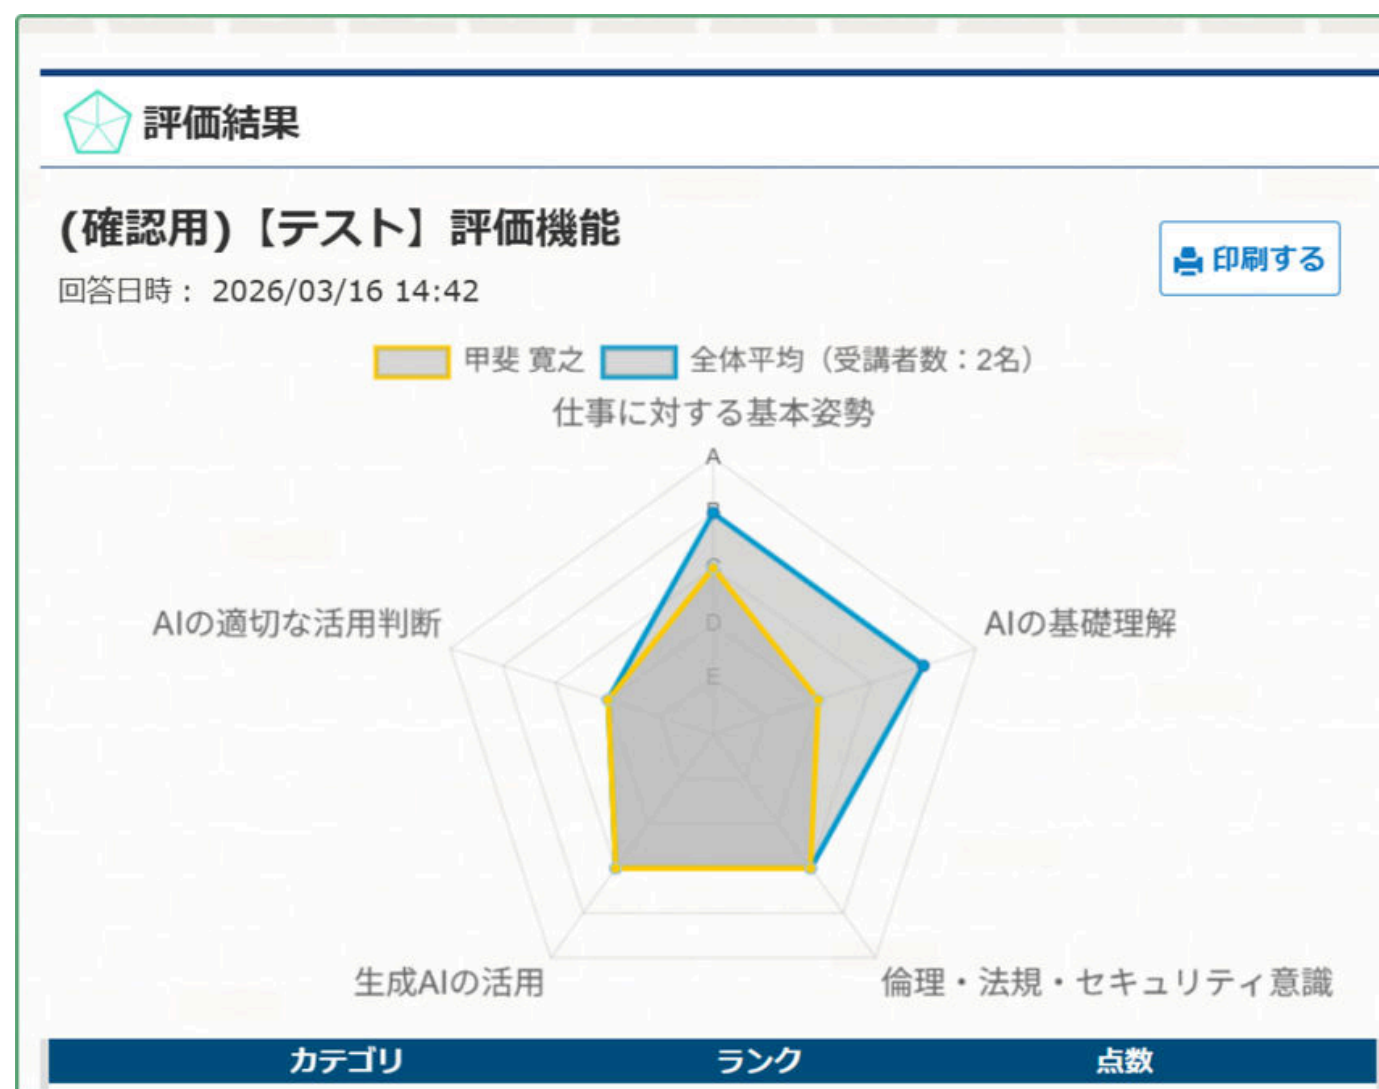 評価結果
(確認用)【テスト】評価機能
印刷する
回答日時： 2026/03/16 14:42
甲斐 寛之 全体平均（受講者数：2名）
仕事に対する基本姿勢
A
B
C
AIの適切な活用判断
D
AIの基礎理解
E
生成AIの活用
倫理・法規・セキュリティ意識
カテゴリ ランク 点数